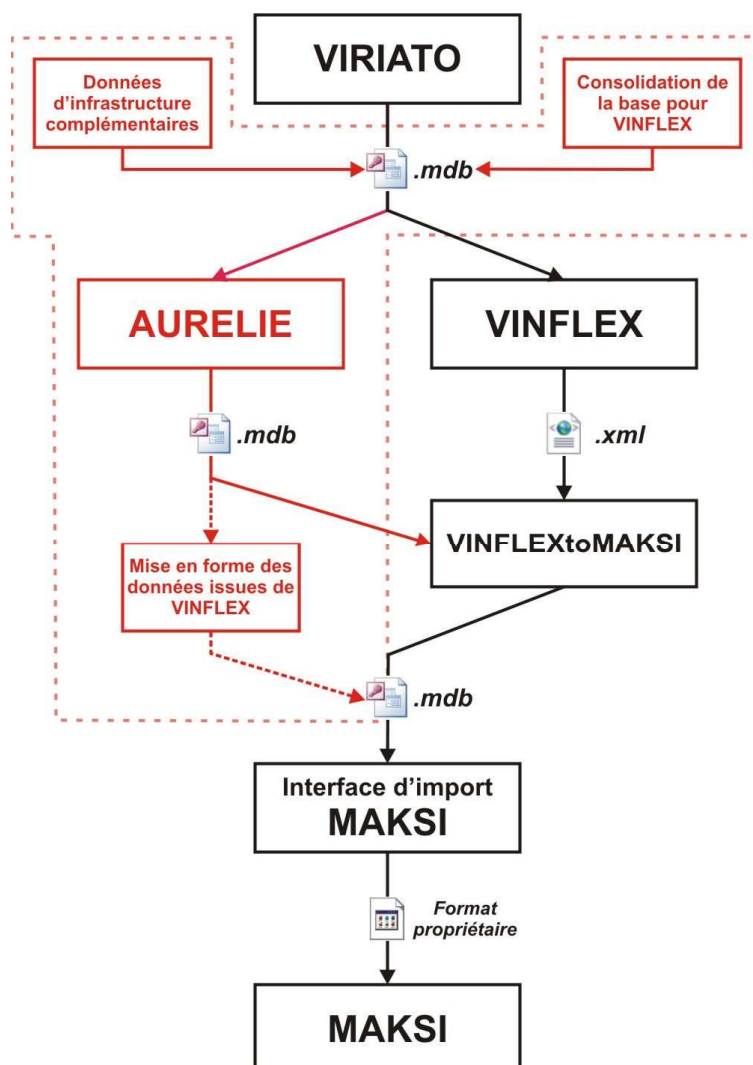 VIRIATO
Données
d'infrastructure
complémentaires
Consolidation de
la base pour
VINFLEX
.mdb
AURELIE
VINFLEX
.mdb
.xml
VINFLEXtoMAKSI
Mise en forme des
données issues de
VINFLEX
.mdb
Interface d'import
MAKSI
Format
propriétaire
MAKSI